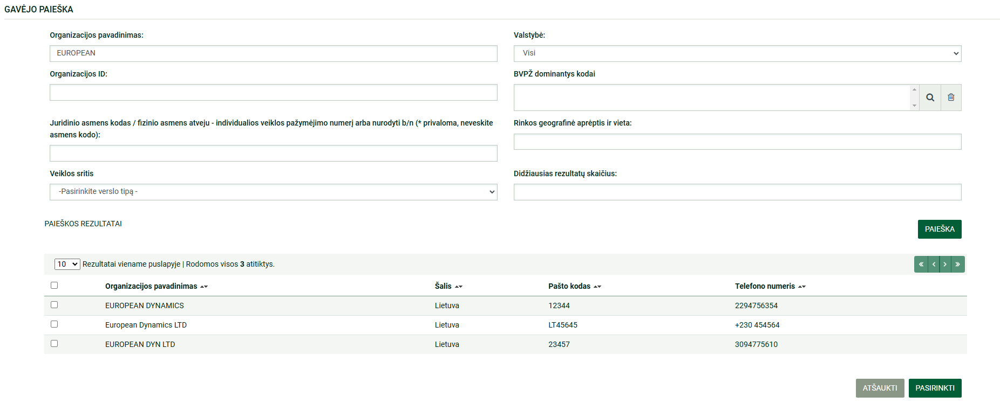 GAVĖJO PAIEŠKA
Organizacijos pavadinimas:
EUROPEAN
Valstybė:
Visi
Organizacijos ID:
BVPŽ dominantys kodai
Juridinio asmens kodas / fizinio asmens atveju - individualios veiklos pažymėjimo numerį arba nurodyti b/n (* privaloma, neveskite
asmens kodo):
Rinkos geografinė aprėptis ir vieta:
Veiklos sritis
-Pasirinkite verslo tipą -
Didžiausias rezultatų skaičius:
PAIEŠKOS REZULTATAI
PAIEŠKA
10 Rezultatai viename puslapyje | Rodomos visos 3 atitiktys.
« ‹ › »
Organizacijos pavadinimas Šalis Pašto kodas Telefono numeris
EUROPEAN DYNAMICS Lietuva 12344 2294756354
European Dynamics LTD Lietuva LT45645 +230 454564
EUROPEAN DYN LTD Lietuva 23457 3094775610
ATŠAUKTI PASIRINKTI